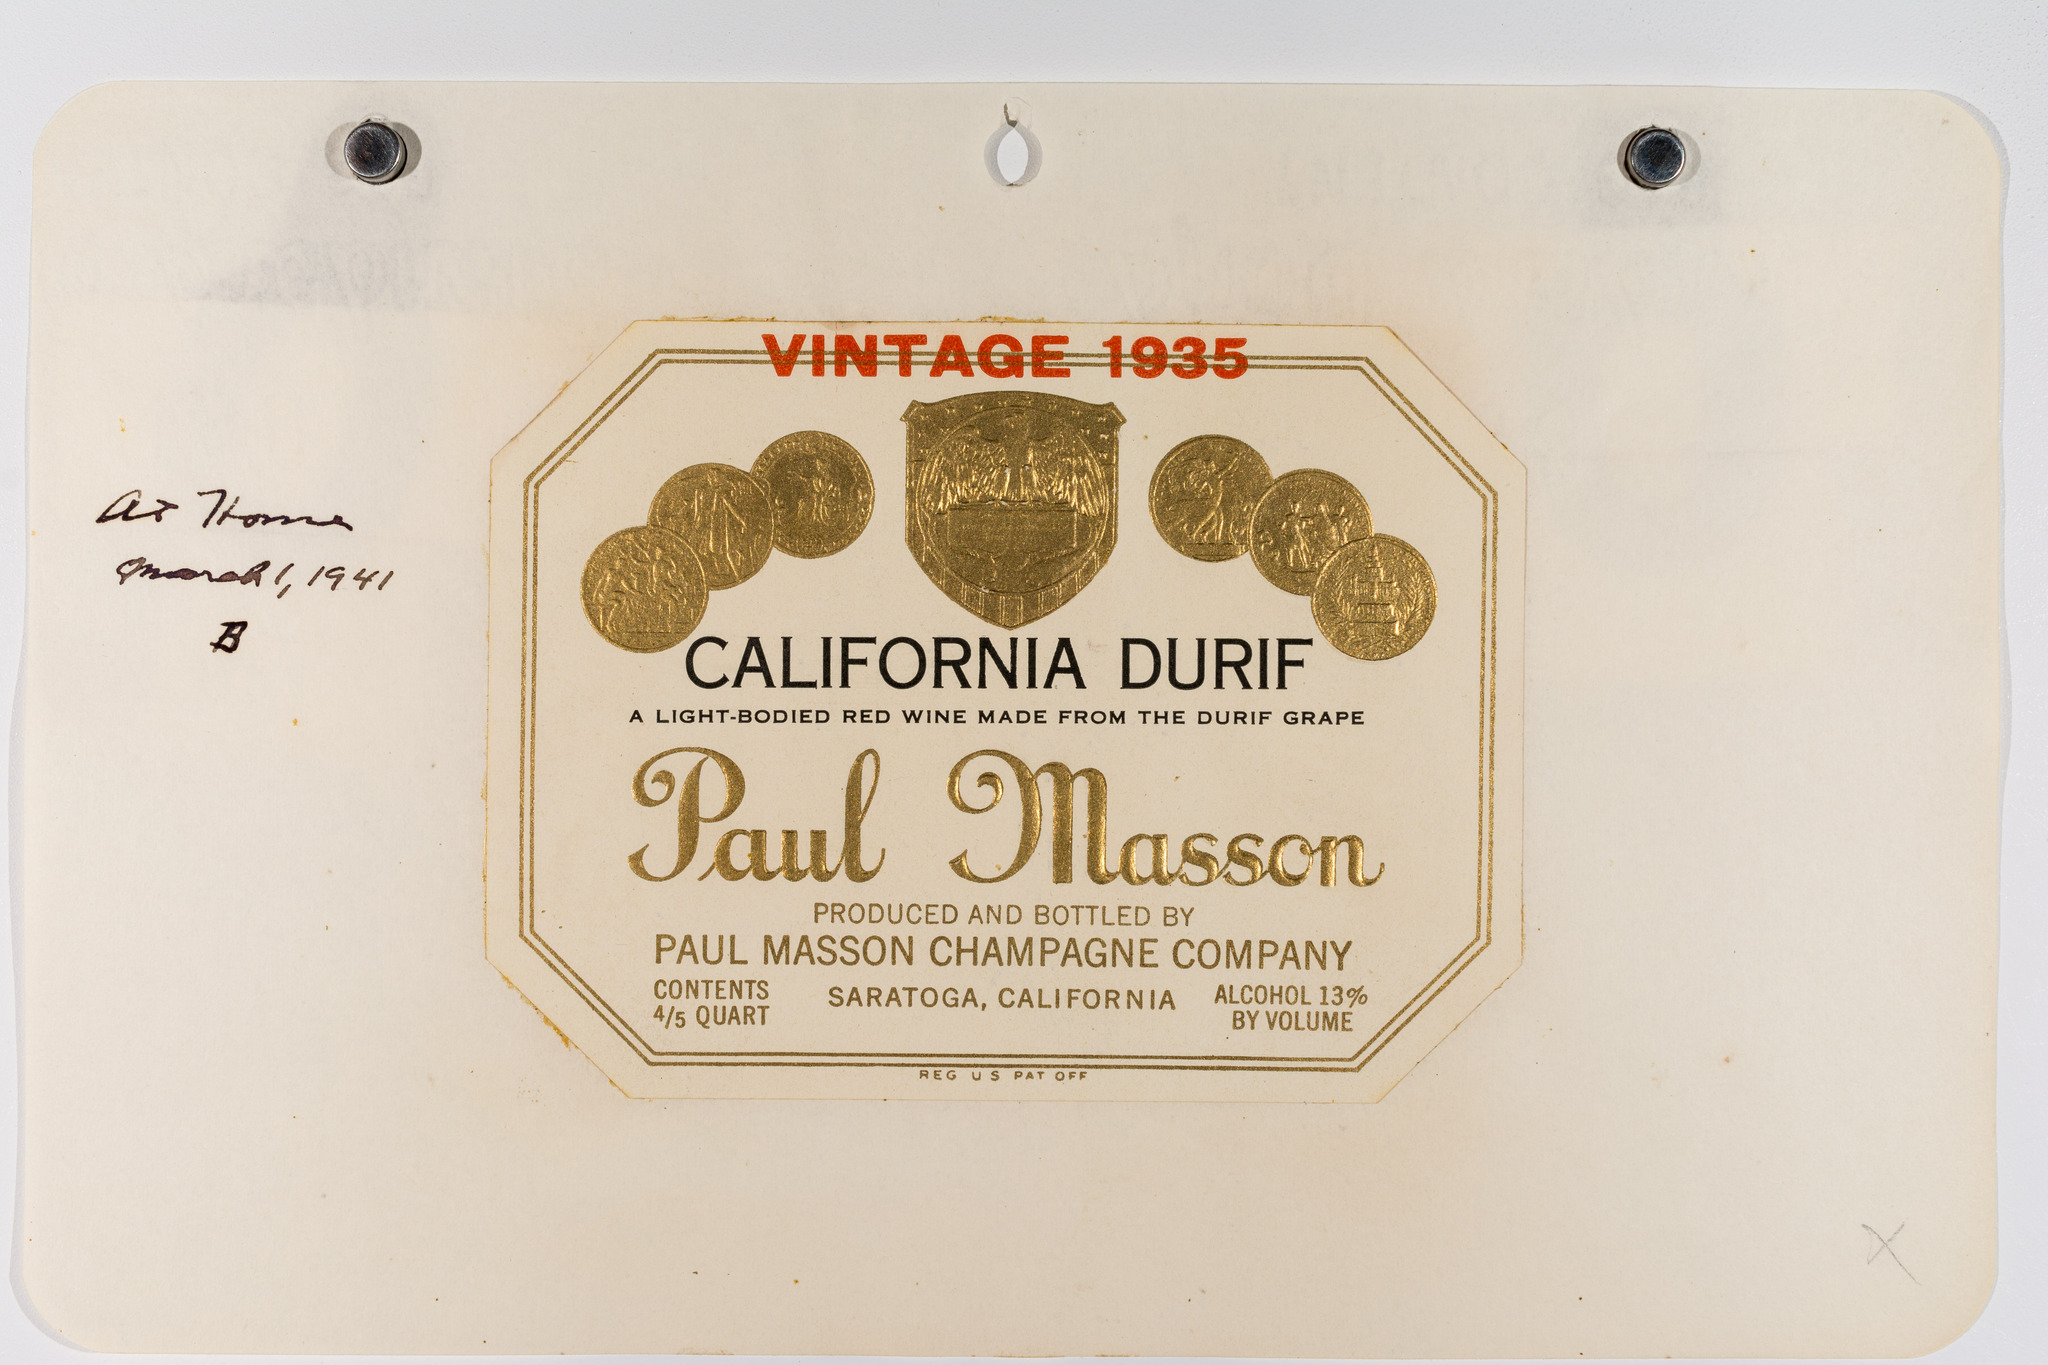 VINTAGE 1935
At Home
March 1, 1941
B
CALIFORNIA DURIF
A LIGHT-BODIED RED WINE MADE FROM THE DURIF GRAPE
Paul Masson
PRODUCED AND BOTTLED BY
PAUL MASSON CHAMPAGNE COMPANY
CONTENTS
4/5 QUART
SARATOGA, CALIFORNIA
ALCOHOL 13%
BY VOLUME
REG U S PAT OFF
X